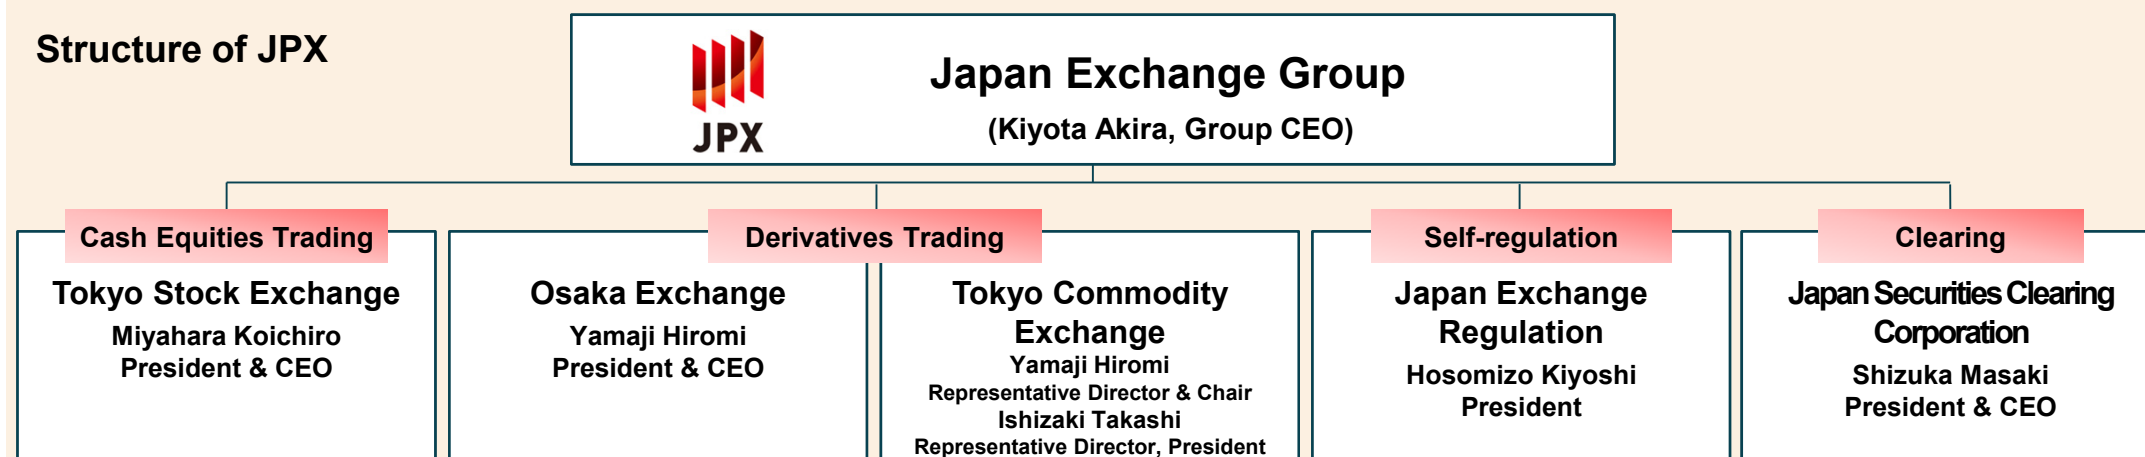 Structure of JPX
JPX
Japan Exchange Group
(Kiyota Akira, Group CEO)
Cash Equities Trading
Tokyo Stock Exchange
Miyahara Koichiro
President & CEO
Derivatives Trading
Osaka Exchange
Yamaji Hiromi
President & CEO
Tokyo Commodity
Exchange
Yamaji Hiromi
Representative Director & Chair
Ishizaki Takashi
Representative Director, President
Self-regulation
Japan Exchange
Regulation
Hosomizo Kiyoshi
President
Clearing
Japan Securities Clearing
Corporation
Shizuka Masaki
President & CEO